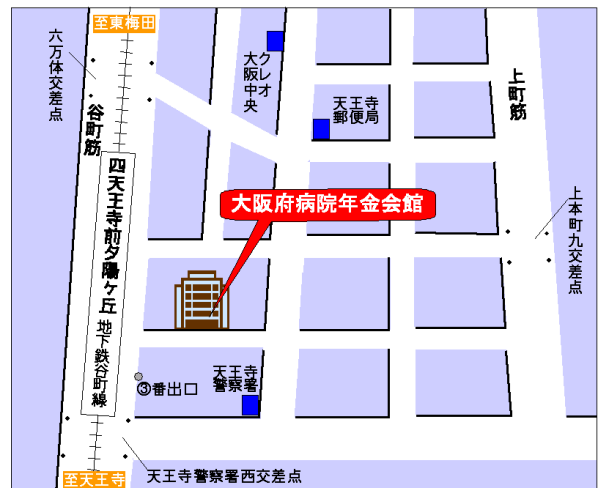 至東梅田
六万体交差点
谷町筋
クレオ
大阪中央
天王寺
郵便局
上町筋
四天王寺前夕陽ヶ丘 地下鉄谷町線
大阪府病院年金会館
上本町九交差点
③番出口
天王寺
警察署
至天王寺
天王寺警察署西交差点